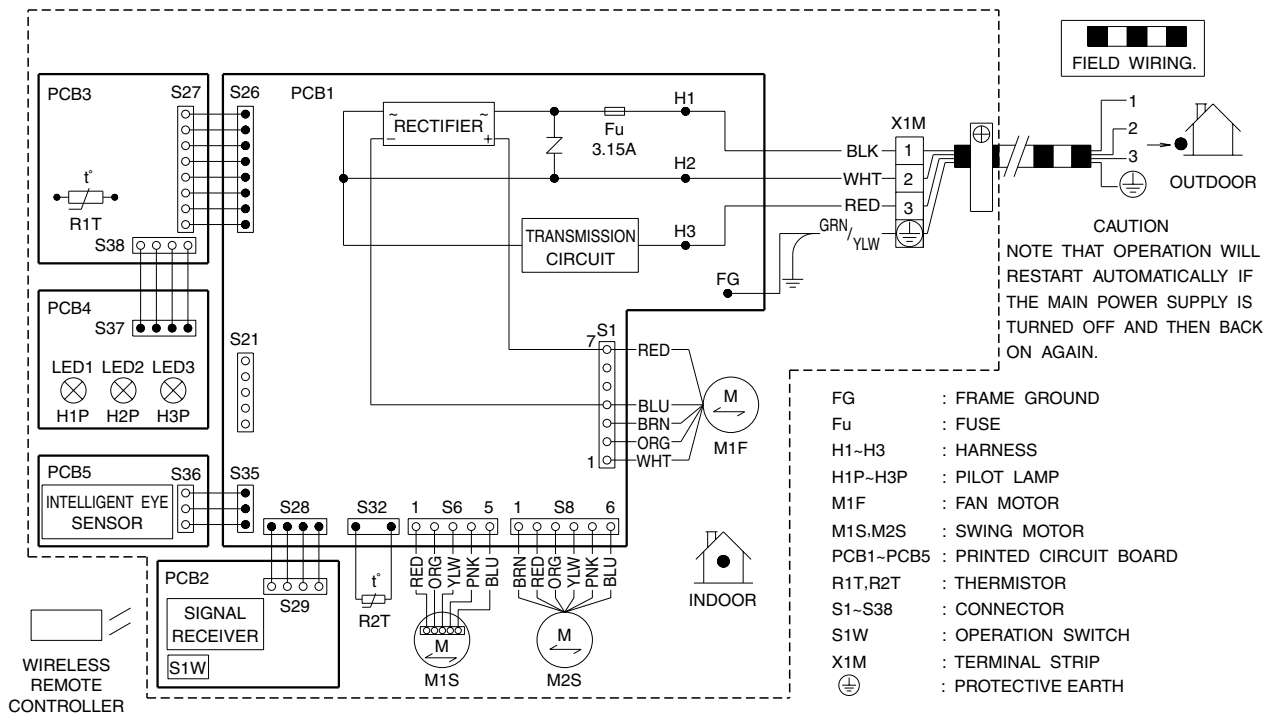 PCB3
S27
S26
PCB1
~
~
RECTIFIER
−
+
Fu
3.15A
H1
H2
H3
TRANSMISSION
CIRCUIT
FG
t°
R1T
S38
PCB4
S37
LED1 LED2 LED3
H1P H2P H3P
S21
PCB5
S36
S35
INTELLIGENT EYE
SENSOR
S28
S32
1 S6 5
1 S8 6
PCB2
S29
SIGNAL
RECEIVER
S1W
t°
R2T
RED
ORG
YLW
PNK
BLU
M
M1S
BRN
RED
ORG
YLW
PNK
BLU
M
M2S
S1
7
1
RED
BLU
BRN
ORG
WHT
M
M1F
X1M
BLK 1
WHT 2
RED 3
GRN/YLW
FIELD WIRING.
1
2
3
OUTDOOR
INDOOR
WIRELESS
REMOTE
CONTROLLER
CAUTION
NOTE THAT OPERATION WILL
RESTART AUTOMATICALLY IF
THE MAIN POWER SUPPLY IS
TURNED OFF AND THEN BACK
ON AGAIN.
FG : FRAME GROUND
Fu : FUSE
H1~H3 : HARNESS
H1P~H3P : PILOT LAMP
M1F : FAN MOTOR
M1S,M2S : SWING MOTOR
PCB1~PCB5 : PRINTED CIRCUIT BOARD
R1T,R2T : THERMISTOR
S1~S38 : CONNECTOR
S1W : OPERATION SWITCH
X1M : TERMINAL STRIP
: PROTECTIVE EARTH